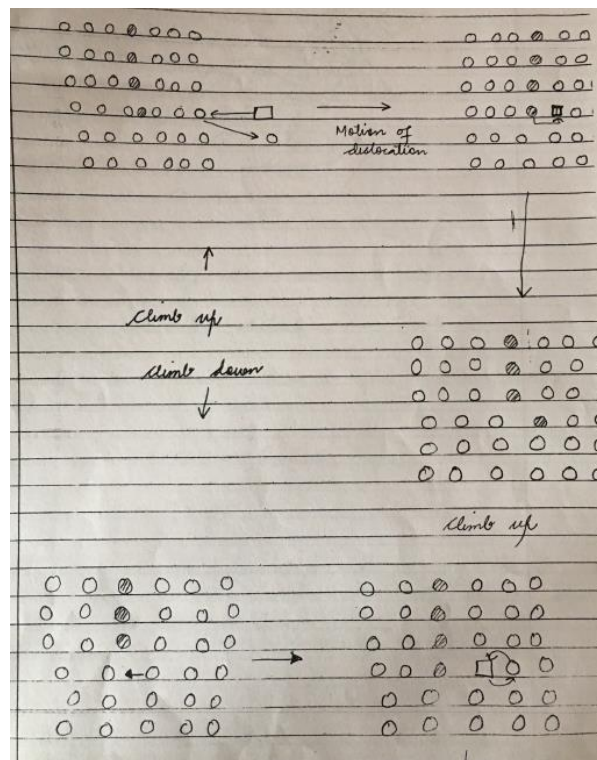 Motion of
dislocation
Climb up
climb down
climb up